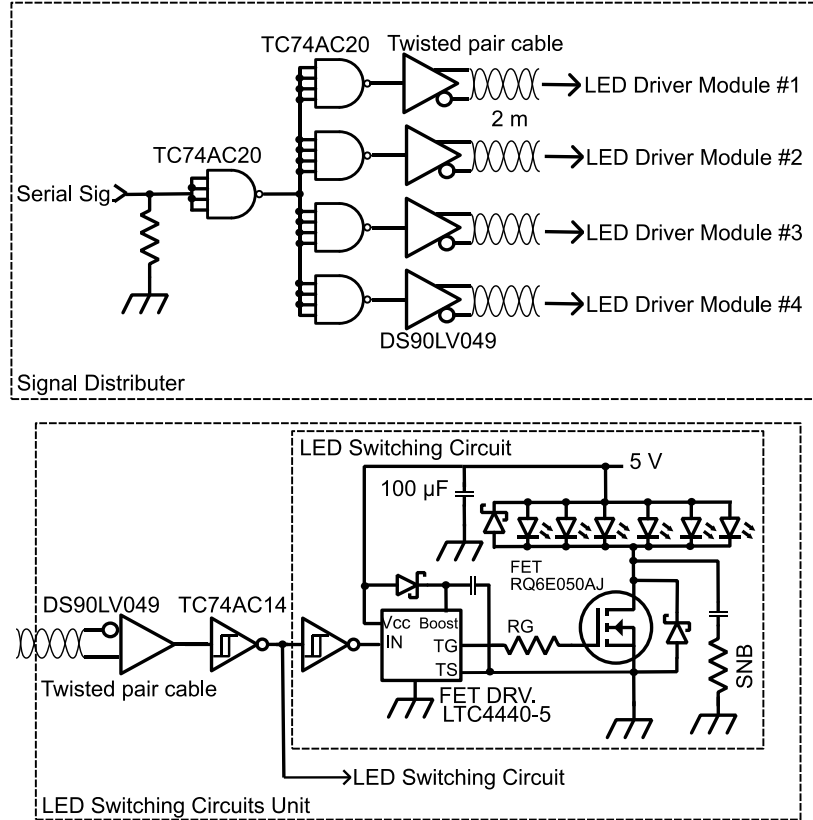 TC74AC20
Twisted pair cable
LED Driver Module #1
2 m
TC74AC20
LED Driver Module #2
Serial Sig.
LED Driver Module #3
LED Driver Module #4
DS90LV049
Signal Distributer
LED Switching Circuit
5 V
100 µF
FET
RQ6E050AJ
DS90LV049
TC74AC14
Vcc
Boost
IN
TG
RG
TS
SNB
Twisted pair cable
FET DRV.
LTC4440-5
LED Switching Circuit
LED Switching Circuits Unit